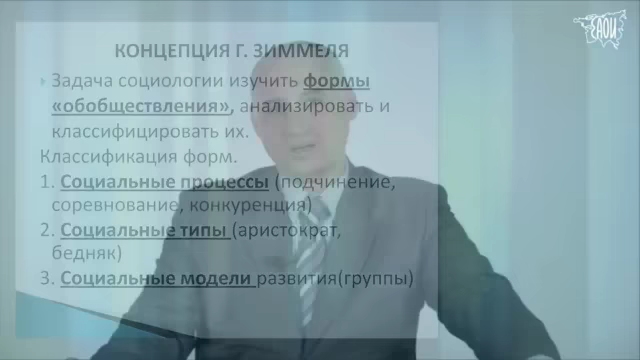 ЕАОИ
КОНЦЕПЦИЯ Г. ЗИММЕЛЯ
Задача социологии изучить формы
«обобществления», анализировать и
классифицировать их.
Классификация форм.
1. Социальные процессы (подчинение,
соревнование, конкуренция)
2. Социальные типы (аристократ,
бедняк)
3. Социальные модели развития(группы)